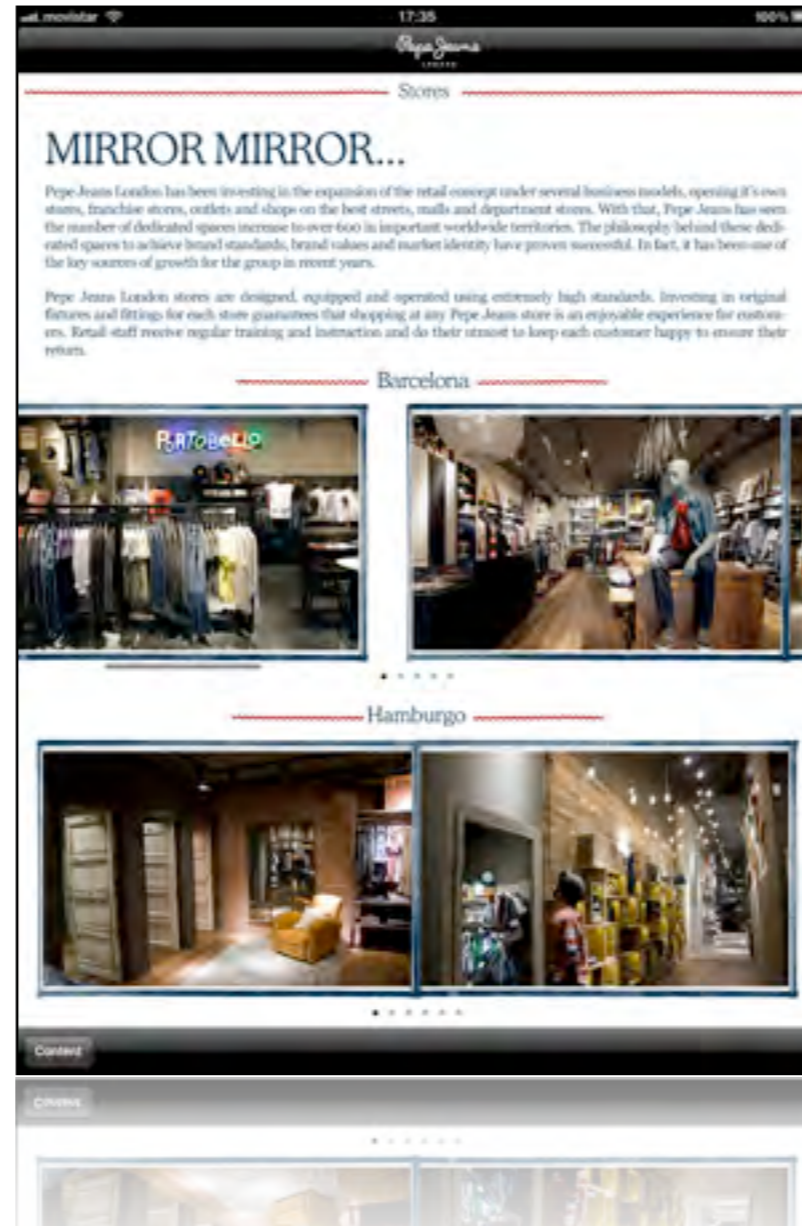 movistar 17:35 100%
Pepe Jeans
LONDON
Stores
MIRROR MIRROR...
Pepe Jeans London has been investing in the expansion of the retail concept under several business models, opening it's own
stores, franchise stores, outlets and shops on the best streets, malls and department stores. With that, Pepe Jeans has seen
the number of dedicated spaces increase to over 600 in important worldwide territories. The philosophy behind these dedi-
cated spaces to achieve brand standards, brand values and market identity have proven successful. In fact, it has been one of
the key sources of growth for the group in recent years.
Pepe Jeans London stores are designed, equipped and operated using extremely high standards. Investing in original
fixtures and fittings for each store guarantees that shopping at any Pepe Jeans store is an enjoyable experience for custom-
ers. Retail staff receive regular training and instruction and do their utmost to keep each customer happy to ensure their
return.
Barcelona
PORTOBELLO
Hamburgo
Content